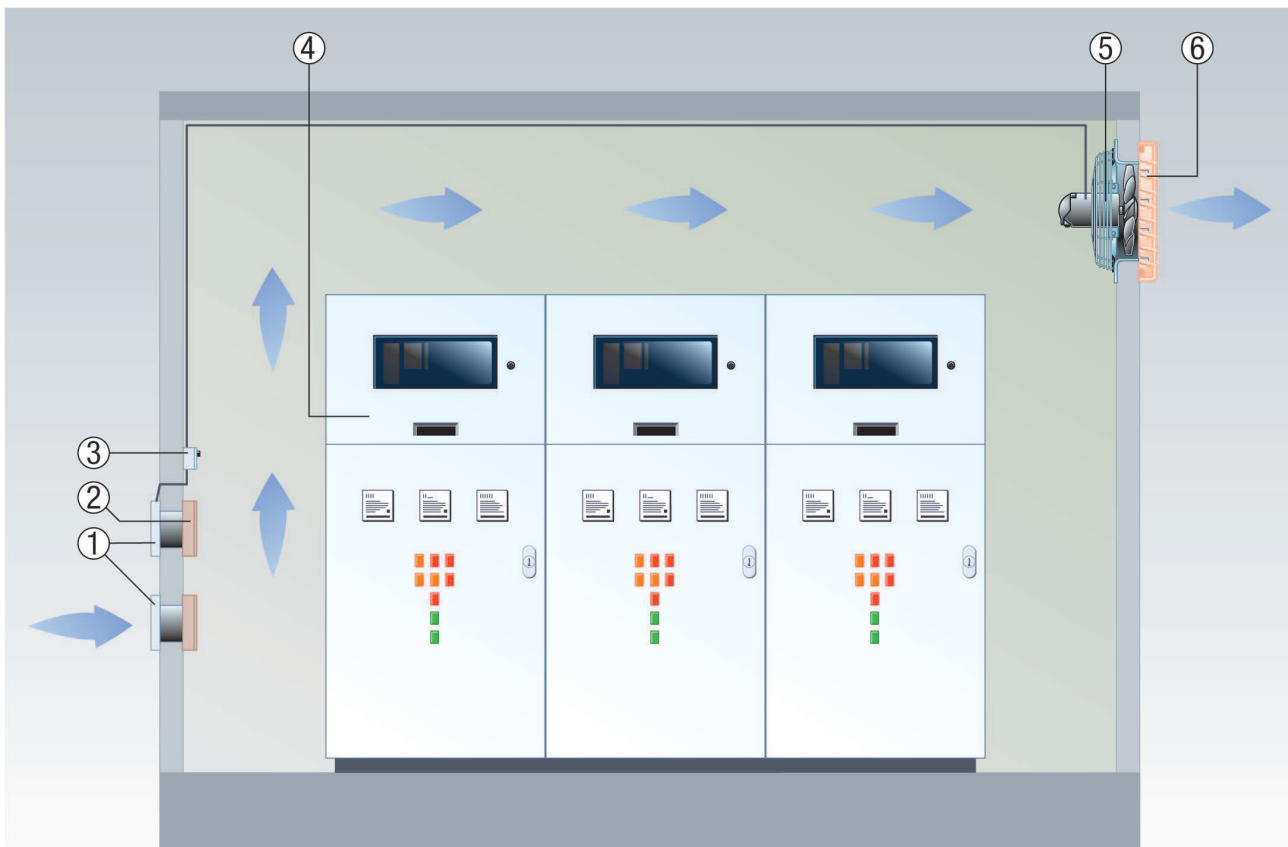 ④ ⑤ ⑥
③
②
①